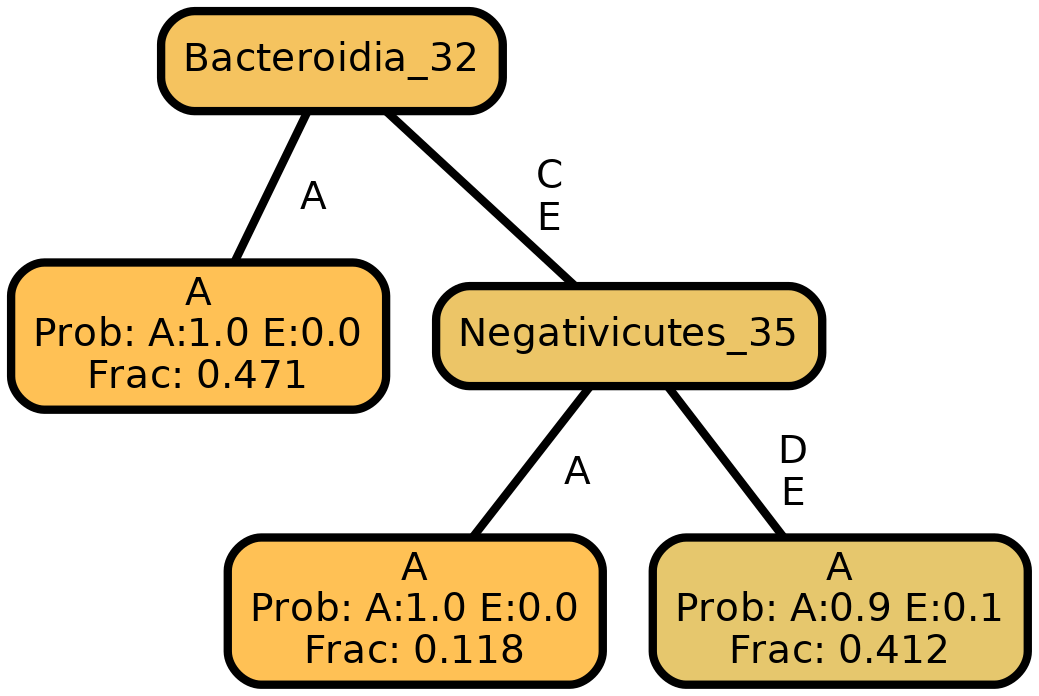 Bacteroidia_32
A
C
E
A
Prob: A:1.0 E:0.0
Frac: 0.471
Negativicutes_35
A
D
E
A
Prob: A:1.0 E:0.0
Frac: 0.118
A
Prob: A:0.9 E:0.1
Frac: 0.412